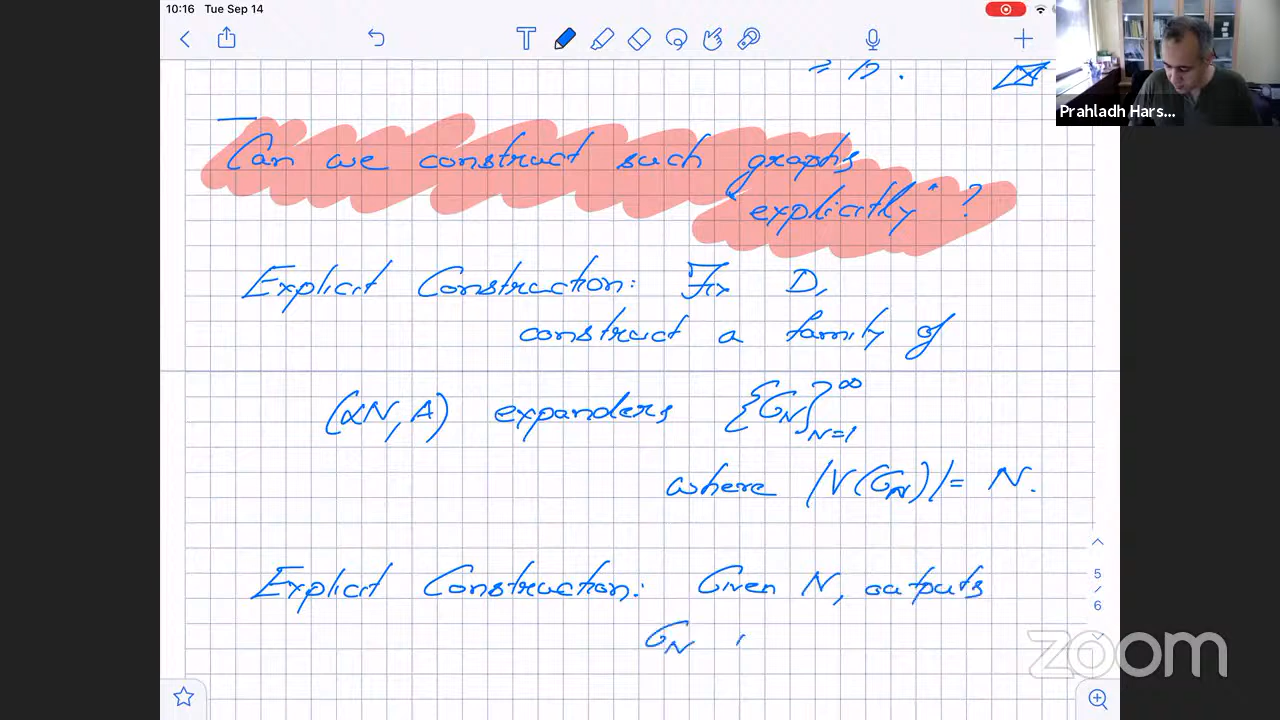 10:16 Tue Sep 14
= D.
Prahladh Hars...
Can we construct such graphs
"explicitly"?
Explicit Construction: Fix D,
construct a family of
(αN, A) expanders {G_N}_{N=1}^∞
where |V(G_N)| = N.
5
/
6
Explicit Construction: Given N, outputs
G_N
zoom